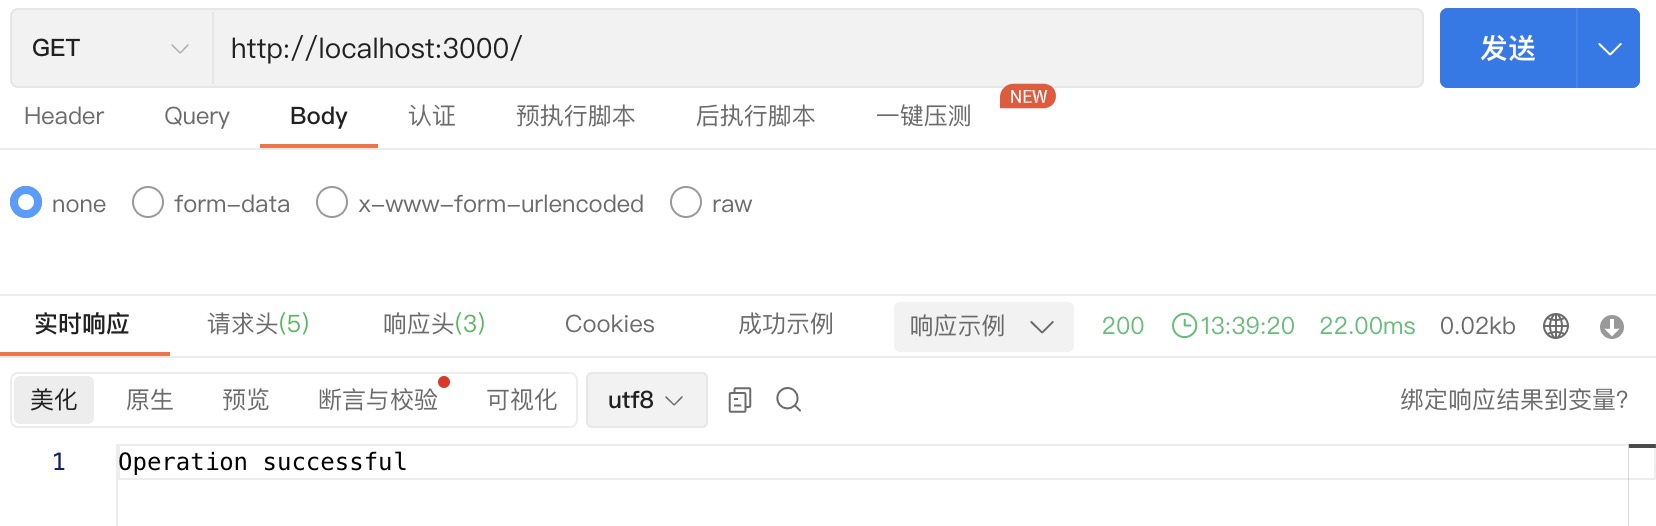 GET http://localhost:3000/ 发送
Header Query Body 认证 预执行脚本 后执行脚本 一键压测 NEW
none form-data x-www-form-urlencoded raw
实时响应 请求头(5) 响应头(3) Cookies 成功示例 响应示例 200 13:39:20 22.00ms 0.02kb
美化 原生 预览 断言与校验 可视化 utf8 绑定响应结果到变量?
1 Operation successful